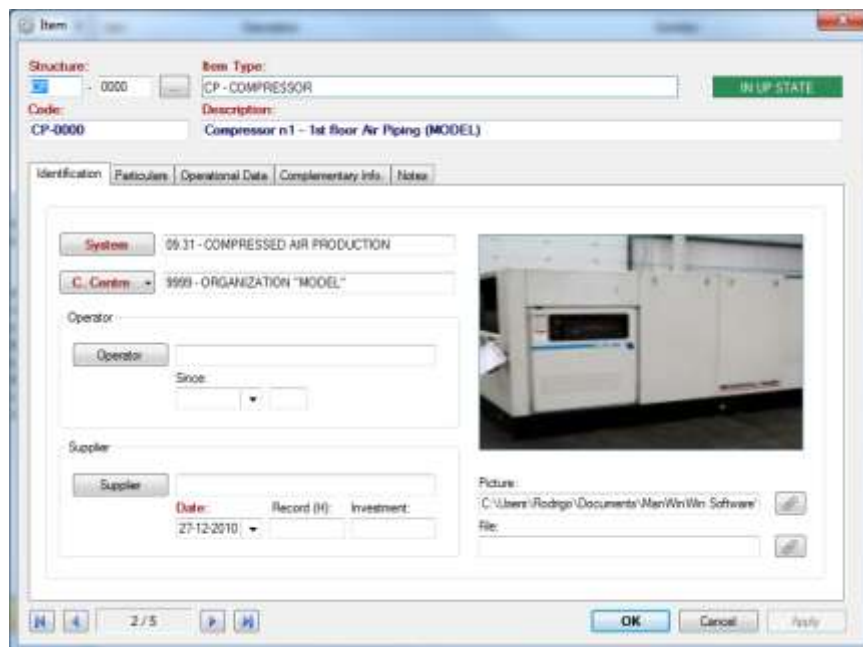 Item
Structure:
Item Type:
CP - 0000
...
CP - COMPRESSOR
IN UP STATE
Code:
Description:
CP-0000
Compressor n1 - 1st floor Air Piping (MODEL)
Identification
Particulars
Operational Data
Complementary Info.
Notes
System
09.31 - COMPRESSED AIR PRODUCTION
C. Centre
9999 - ORGANIZATION "MODEL"
Operator
Operator
Since:
Supplier
Supplier
Date:
Record (H):
Investment:
27-12-2010
Picture:
C:\Users\Rodrigo\Documents\ManWinWin Software\
File:
2 / 5
OK
Cancel
Apply